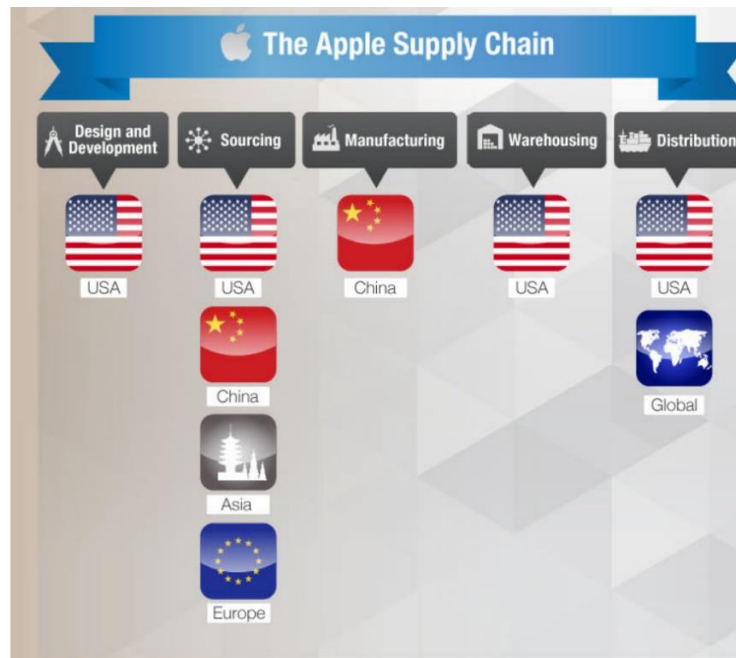 The Apple Supply Chain
Design and
Development
Sourcing
Manufacturing
Warehousing
Distribution
USA
USA
China
USA
USA
China
Global
Asia
Europe